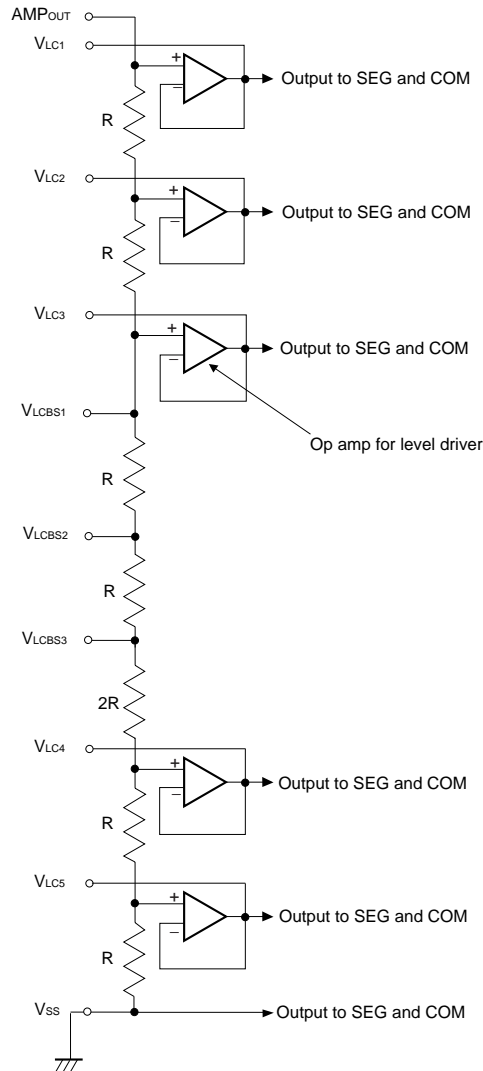 AMPOUT
VLC1
+
−
Output to SEG and COM
R
VLC2
+
−
Output to SEG and COM
R
VLC3
+
−
Output to SEG and COM
VLCBS1
Op amp for level driver
R
VLCBS2
R
VLCBS3
2R
VLC4
+
−
Output to SEG and COM
R
VLC5
+
−
Output to SEG and COM
R
VSS
Output to SEG and COM